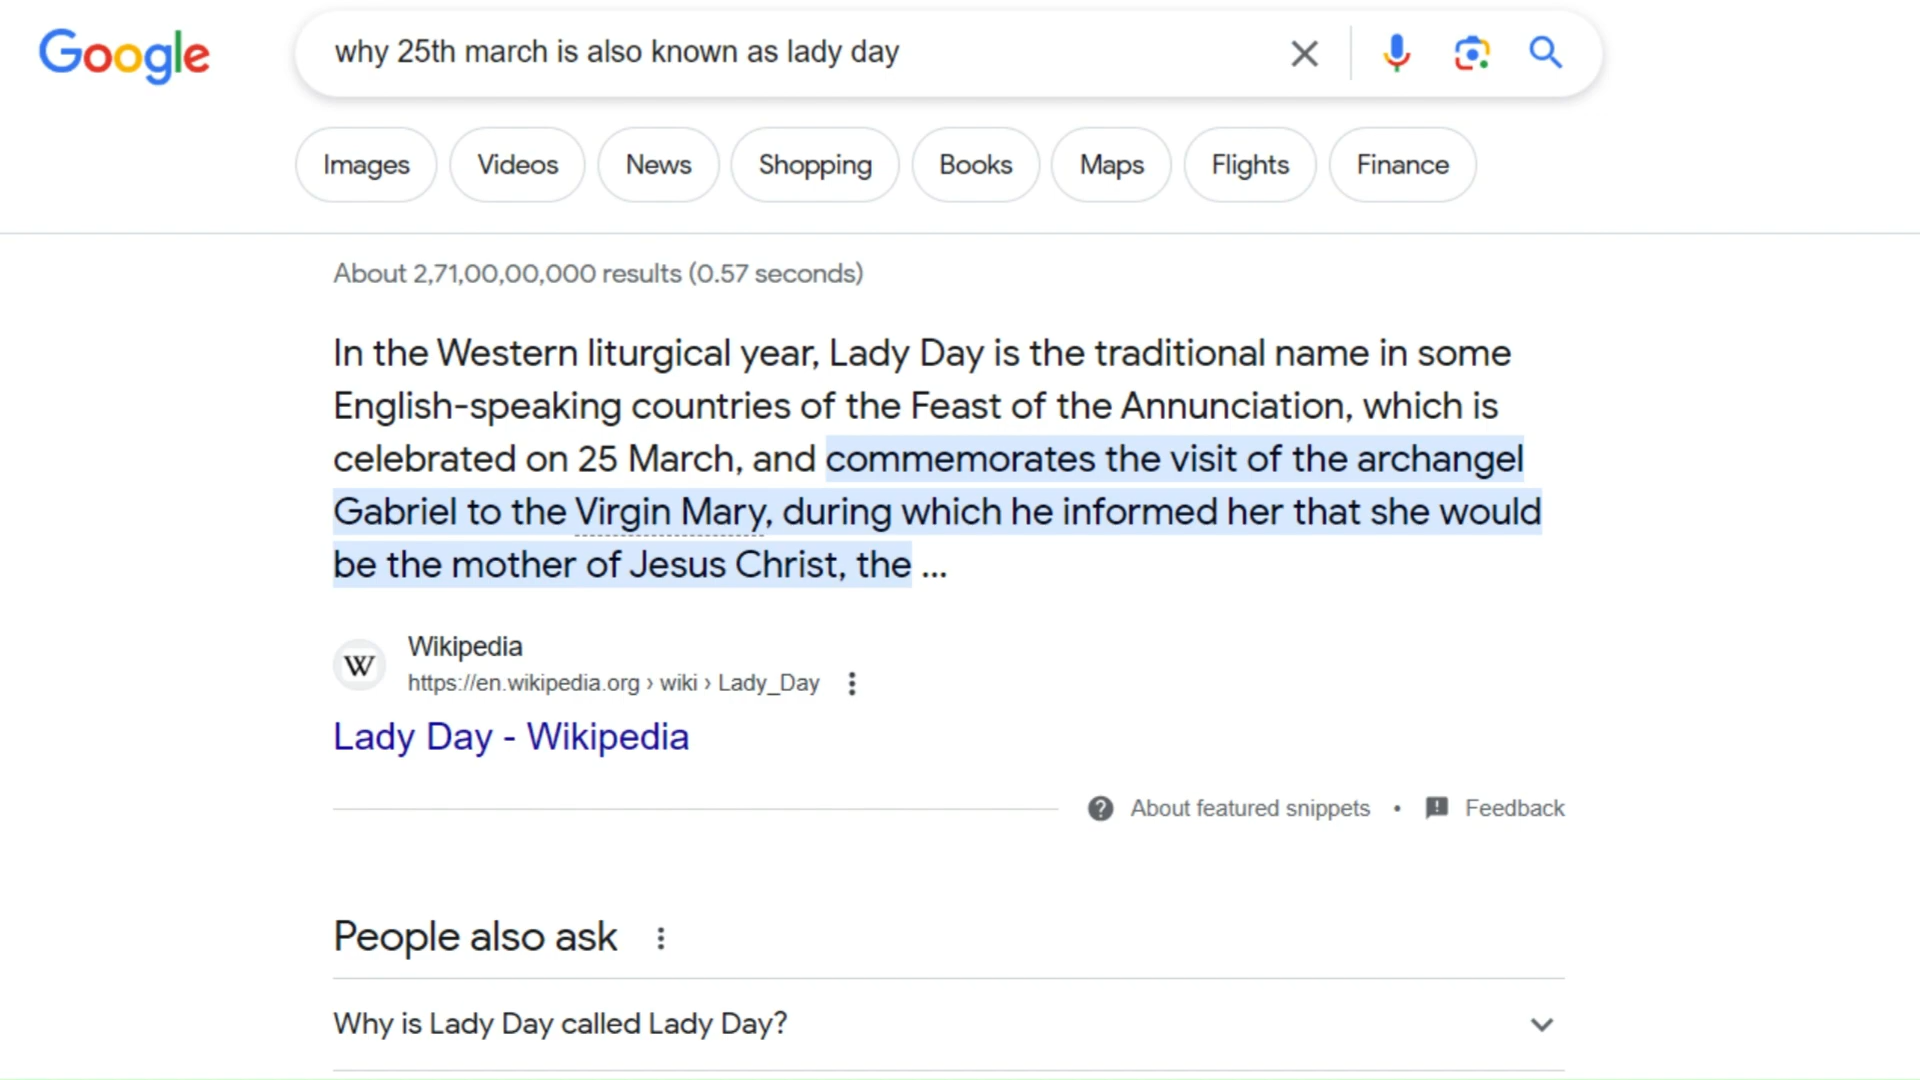 Google
why 25th march is also known as lady day
Images
Videos
News
Shopping
Books
Maps
Flights
Finance
About 2,71,00,00,000 results (0.57 seconds)
In the Western liturgical year, Lady Day is the traditional name in some
English-speaking countries of the Feast of the Annunciation, which is
celebrated on 25 March, and commemorates the visit of the archangel
Gabriel to the Virgin Mary, during which he informed her that she would
be the mother of Jesus Christ, the ...
W
Wikipedia
https://en.wikipedia.org › wiki › Lady_Day
Lady Day - Wikipedia
About featured snippets • Feedback
People also ask
Why is Lady Day called Lady Day?